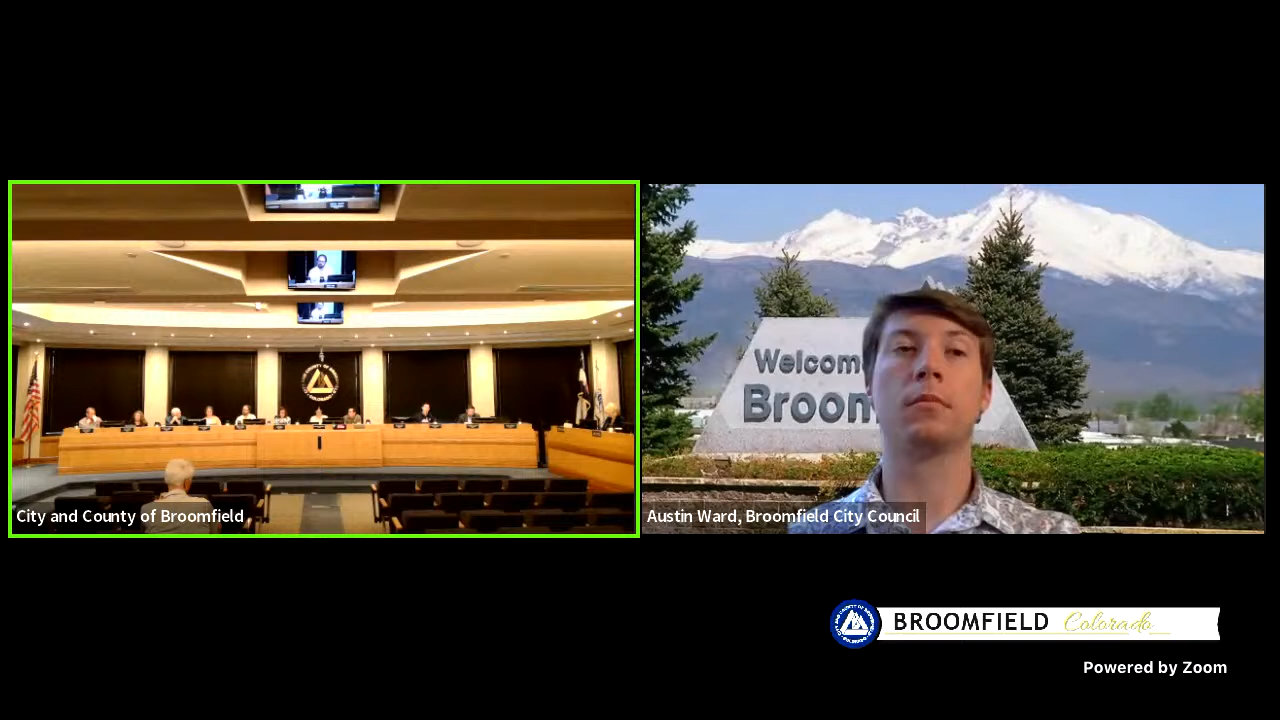 Welcome
Broom
City and County of Broomfield
Austin Ward, Broomfield City Council
BROOMFIELD Colorado
Powered by Zoom